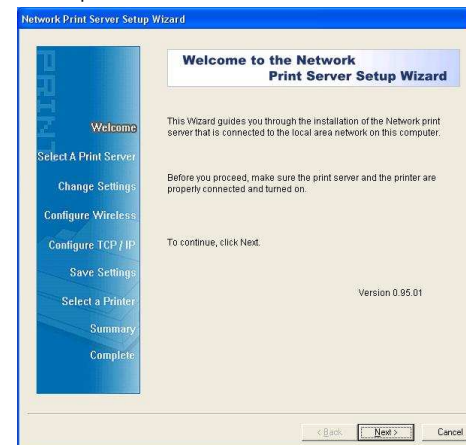 Network Print Server Setup Wizard
PRINT
Welcome
Select A Print Server
Change Settings
Configure Wireless
Configure TCP / IP
Save Settings
Select a Printer
Summary
Complete
Welcome to the Network
Print Server Setup Wizard
This Wizard guides you through the installation of the Network print
server that is connected to the local area network on this computer.
Before you proceed, make sure the print server and the printer are
properly connected and turned on.
To continue, click Next.
Version 0.95.01
< Back
Next >
Cancel